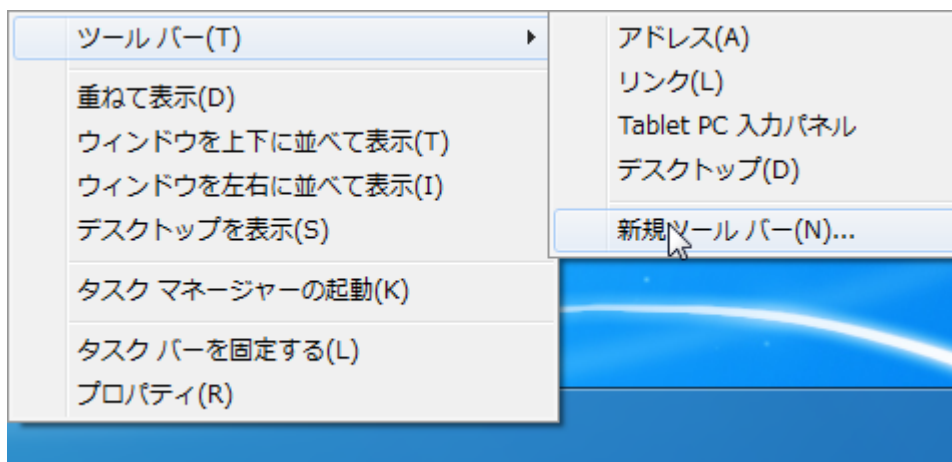 ツール バー(T)
重ねて表示(D)
ウィンドウを上下に並べて表示(T)
ウィンドウを左右に並べて表示(I)
デスクトップを表示(S)
タスク マネージャーの起動(K)
タスク バーを固定する(L)
プロパティ(R)
アドレス(A)
リンク(L)
Tablet PC 入力パネル
デスクトップ(D)
新規ツール バー(N)...